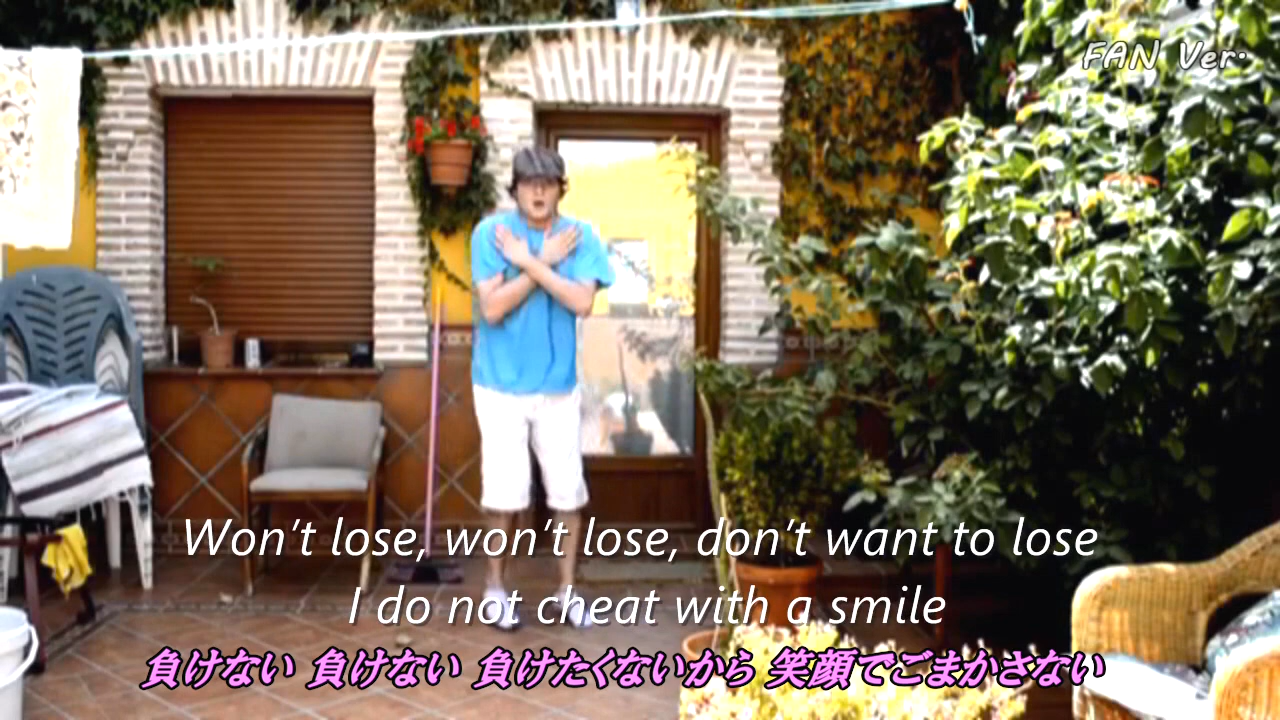 FAN Ver.
Won't lose, won't lose, don't want to lose
I do not cheat with a smile
負けない 負けない 負けたくないから 笑顔でごまかさない